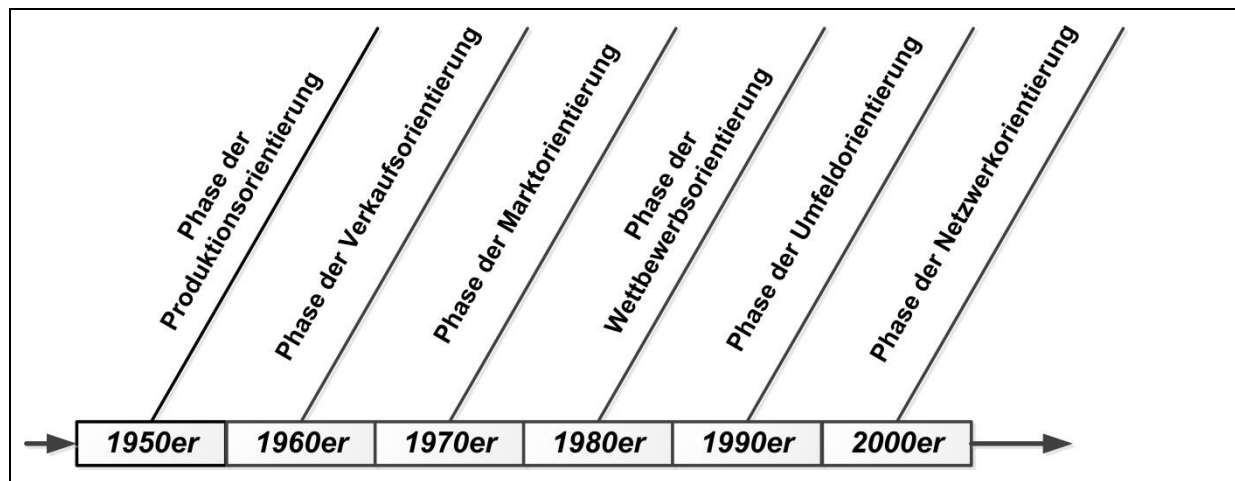 Phase der
Produktionsorientierung
Phase der Verkaufsorientierung
Phase der Marktorientierung
Phase der
Wettbewerbsorientierung
Phase der Umfeldorientierung
Phase der Netzwerkorientierung
1950er
1960er
1970er
1980er
1990er
2000er